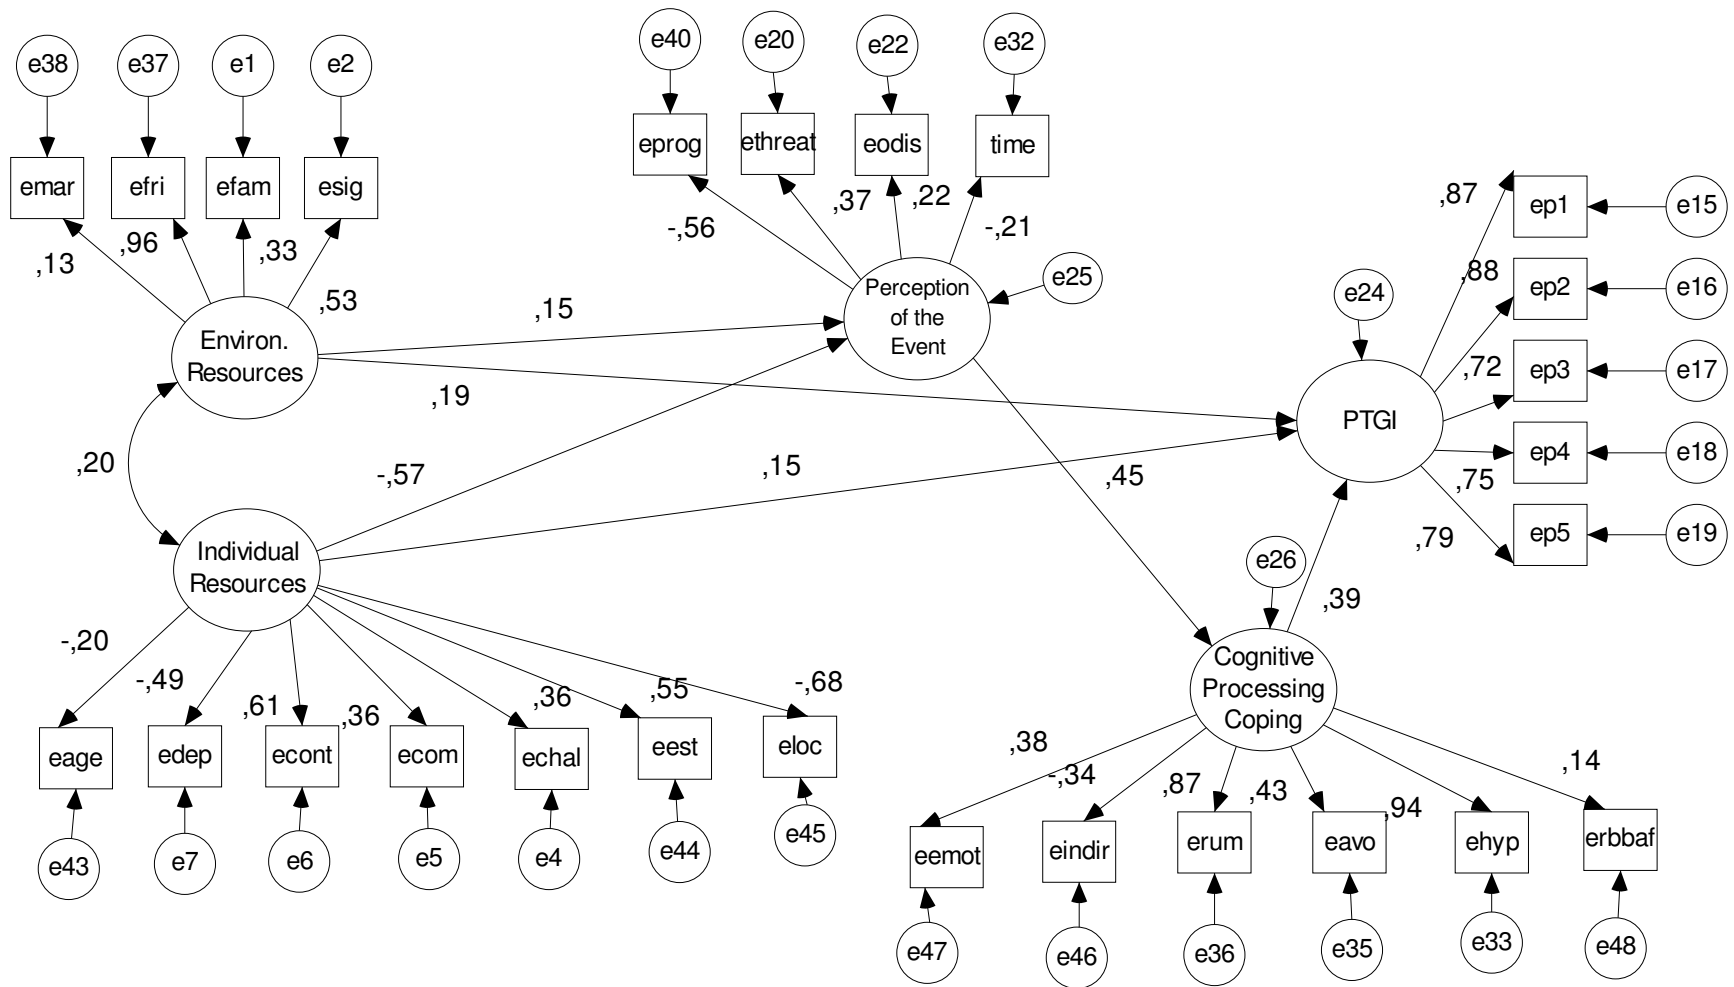 e38
e37
e1
e2
e40
e20
e22
e32
emar
efri
efam
esig
eprog
ethreat
eodis
time
,13
,96
,33
,53
-,56
,37
,22
-,21
e25
Environ.
Resources
Perception
of the
Event
,15
,19
,20
-,57
,15
,45
e24
PTGI
,87
,88
,72
,75
,79
ep1
e15
ep2
e16
ep3
e17
ep4
e18
ep5
e19
Individual
Resources
e26
,39
Cognitive
Processing
Coping
-,20
-,49
,61
,36
,36
,55
-,68
eage
edep
econt
ecom
echal
eest
eloc
e43
e7
e6
e5
e4
e44
e45
,38
-,34
,87
,43
,94
,14
eemot
eindir
erum
eavo
ehyp
erbbaf
e47
e46
e36
e35
e33
e48